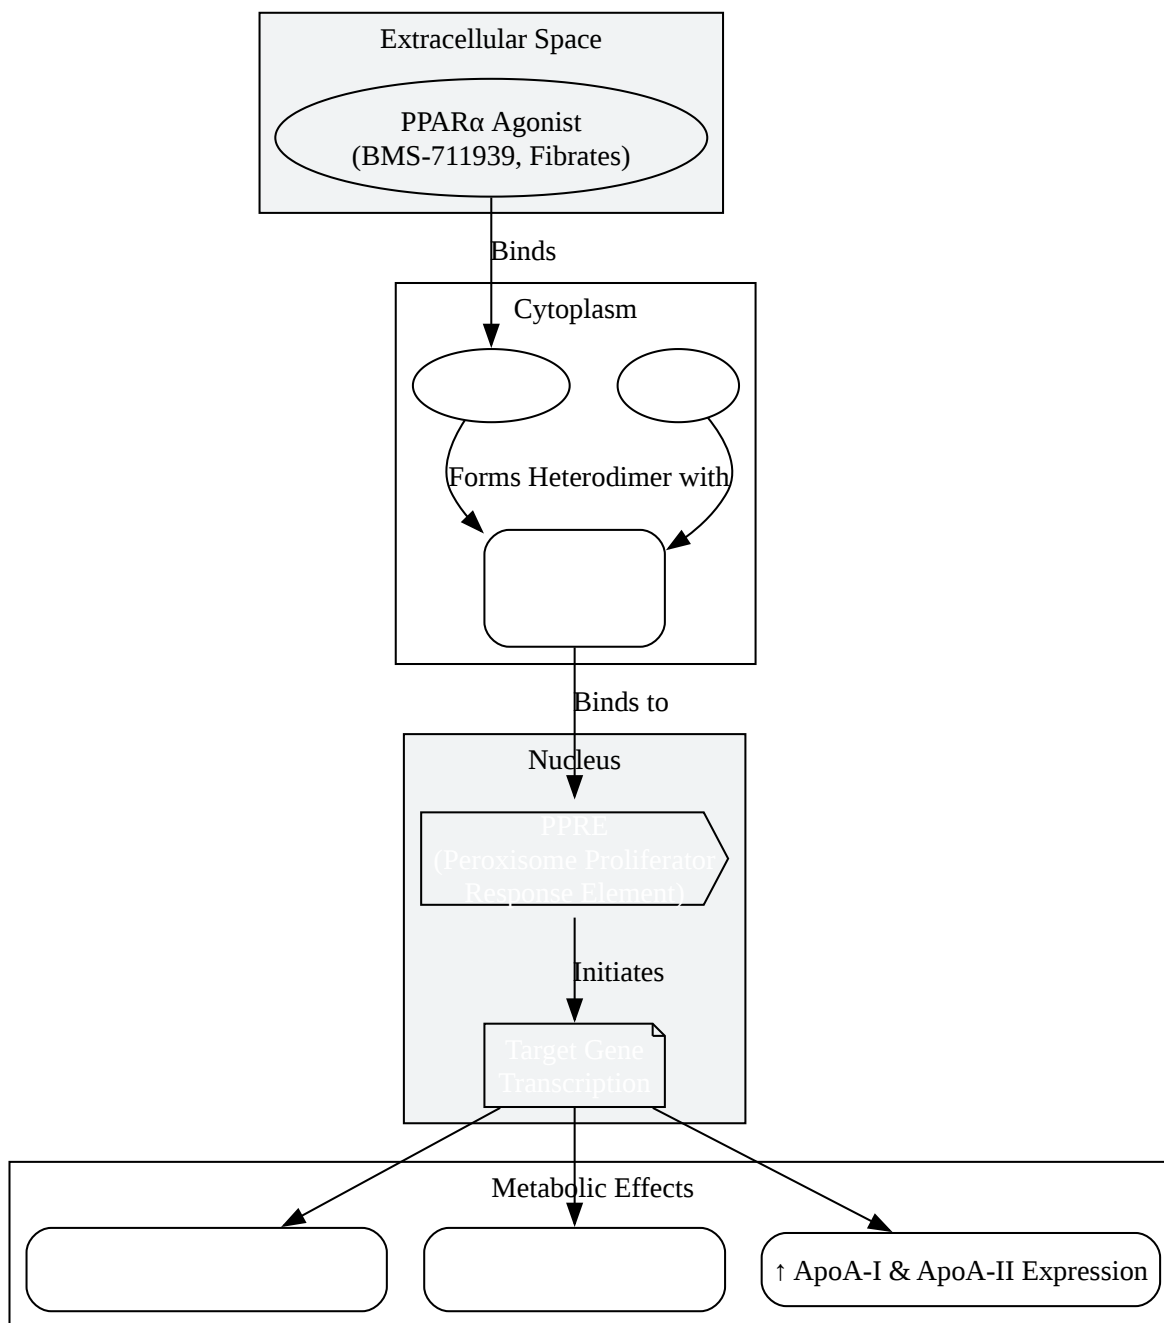 Extracellular Space
PPARα Agonist
(BMS-711939, Fibrates)
Binds
Cytoplasm
Forms Heterodimer with
Binds to
Nucleus
PPRE
(Peroxisome Proliferator
Response Element)
Initiates
Target Gene
Transcription
Metabolic Effects
↑ ApoA-I & ApoA-II Expression